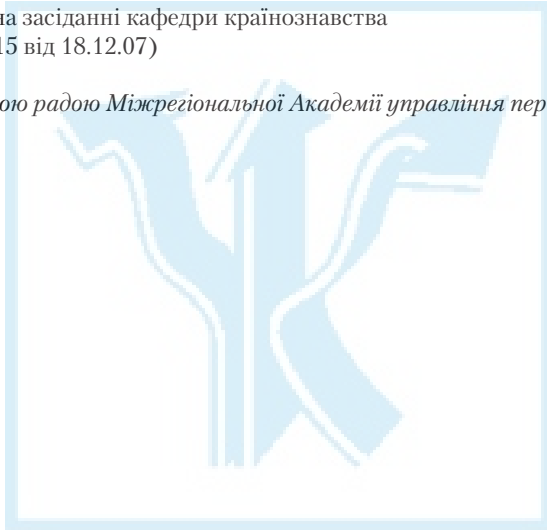 на засіданні кафедри країнознавства
15 від 18.12.07)
ою радою Міжрегіональної Академії управління пер